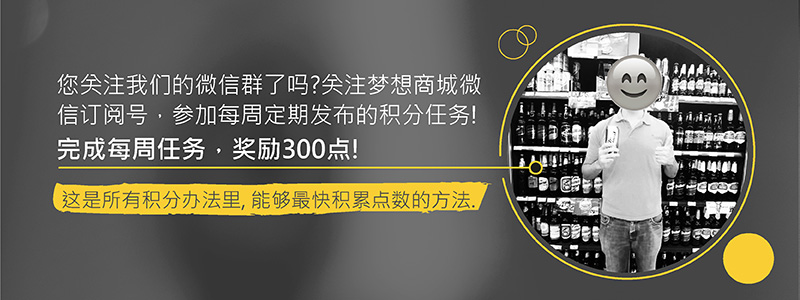 您关注我们的微信群了吗?关注梦想商城微
信订阅号，参加每周定期发布的积分任务!
完成每周任务，奖励300点!
这是所有积分办法里, 能够最快积累点数的方法.